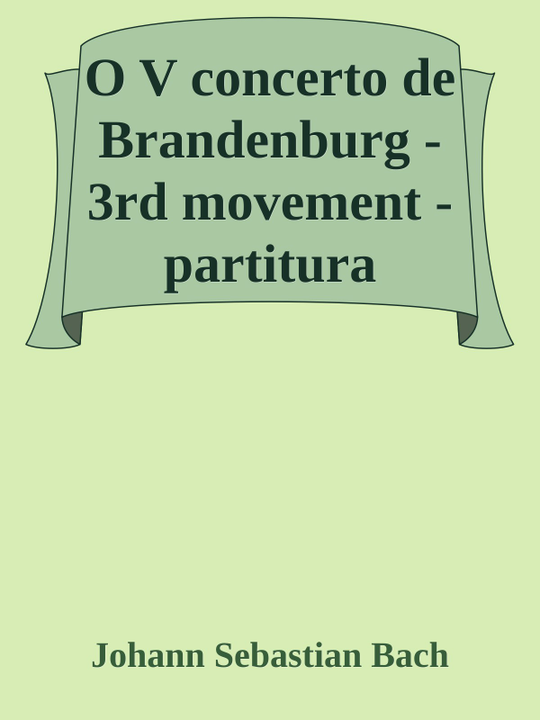 O V concerto de
Brandenburg -
3rd movement -
partitura
Johann Sebastian Bach